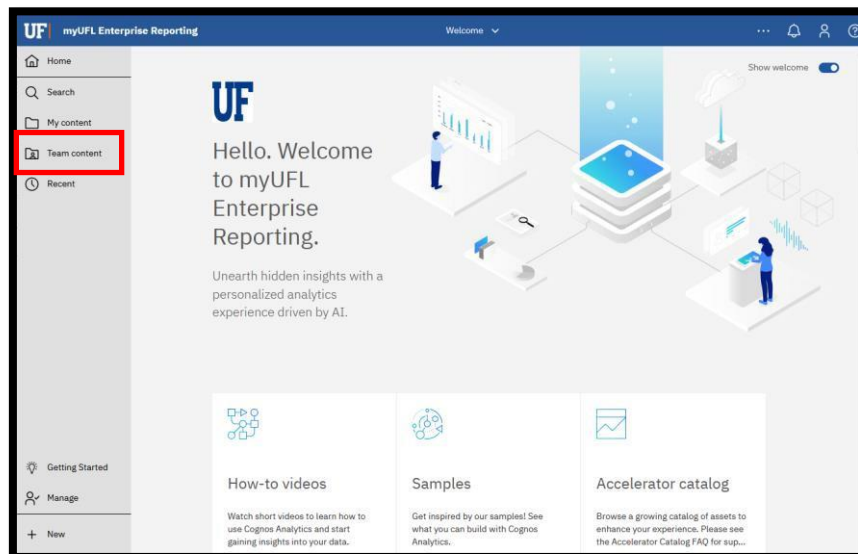 UF myUFL Enterprise Reporting
Welcome
Home
Search
My content
Team content
Recent
Getting Started
Manage
+ New
Show welcome
UF
Hello. Welcome
to myUFL
Enterprise
Reporting.
Unearth hidden insights with a
personalized analytics
experience driven by AI.
How-to videos
Watch short videos to learn how to
use Cognos Analytics and start
gaining insights into your data.
Samples
Get inspired by our samples! See
what you can build with Cognos
Analytics.
Accelerator catalog
Browse a growing catalog of assets to
enhance your experience. Please see
the Accelerator Catalog FAQ for sup...